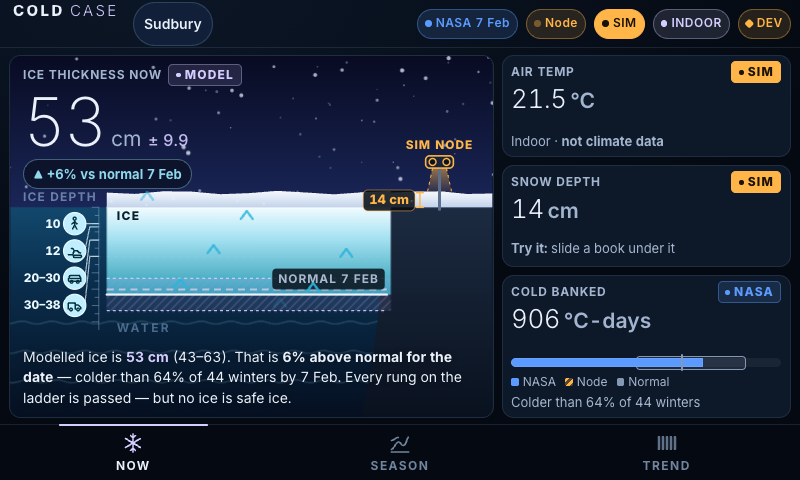 COLD CASE
Sudbury
NASA 7 Feb
Node
SIM
INDOOR
DEV
ICE THICKNESS NOW
MODEL
53 cm ± 9.9
+6% vs normal 7 Feb
ICE DEPTH
ICE
10
12
20–30
30–38
SIM NODE
14 cm
NORMAL 7 FEB
WATER
Modelled ice is 53 cm (43–63). That is 6% above normal for the
date — colder than 64% of 44 winters by 7 Feb. Every rung on the
ladder is passed — but no ice is safe ice.
AIR TEMP
SIM
21.5 °C
Indoor · not climate data
SNOW DEPTH
SIM
14 cm
Try it: slide a book under it
COLD BANKED
NASA
906 °C-days
NASA Node Normal
Colder than 64% of 44 winters
NOW
SEASON
TREND